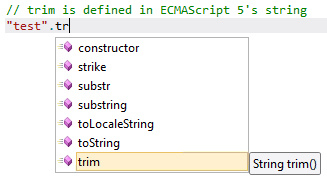 // trim is defined in ECMAScript 5's string
"test".tr
constructor
strike
substr
substring
toLocaleString
toString
trim
String trim()